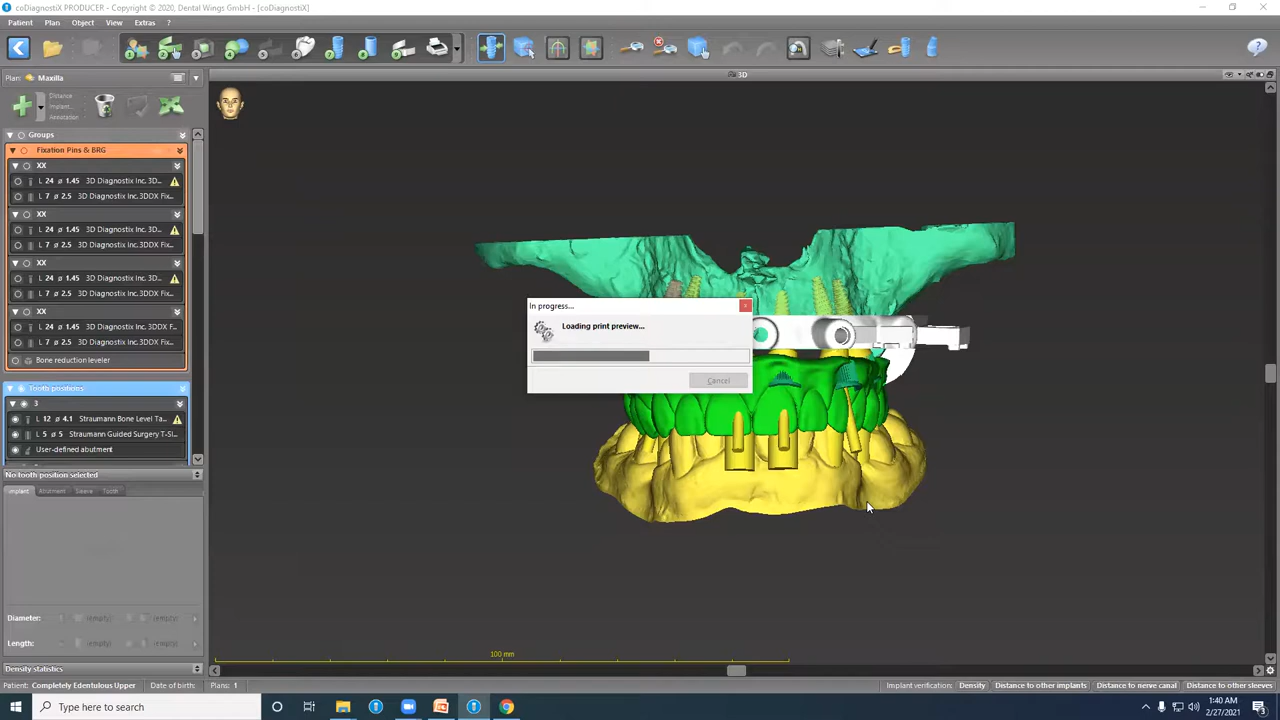 coDiagnostiX PRODUCER - Copyright © 2020, Dental Wings GmbH - [coDiagnostiX]
Patient Plan Object View Extras ?
Plan: Maxilla
3D
Distance
Implant...
Annotation
Groups
Fixation Pins & BRG
XX
L 24 ø 1.45 3D Diagnostix Inc. 3D...
L 7 ø 2.5 3D Diagnostix Inc. 3DDX Fix...
XX
L 24 ø 1.45 3D Diagnostix Inc. 3D...
L 7 ø 2.5 3D Diagnostix Inc. 3DDX Fix...
XX
L 24 ø 1.45 3D Diagnostix Inc. 3D...
L 7 ø 2.5 3D Diagnostix Inc. 3DDX Fix...
XX
L 24 ø 1.45 3D Diagnostix Inc. 3DDX F...
L 7 ø 2.5 3D Diagnostix Inc. 3DDX Fix...
Bone reduction leveler
Tooth positions
3
L 12 ø 4.1 Straumann Bone Level Ta...
L 5 ø 5 Straumann Guided Surgery T-Sl...
User-defined abutment
No tooth position selected
Implant Abutment Sleeve Tooth
Diameter: (empty)
Length: (empty)
Density statistics
In progress...
Loading print preview...
Cancel
100 mm
Patient: Completely Edentulous Upper Date of birth: Plans: 1
Implant verification: Density Distance to other implants Distance to nerve canal Distance to other sleeves
Type here to search
1:40 AM
2/27/2021
3